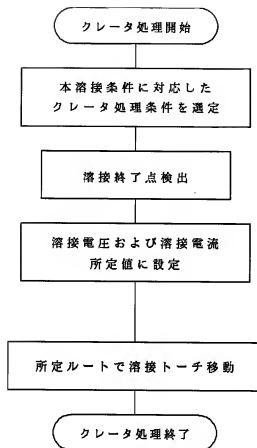 クレータ処理開始
本溶接条件に対応した
クレータ処理条件を選定
溶接終了点検出
溶接電圧および溶接電流
所定値に設定
所定ルートで溶接トーチ移動
クレータ処理終了